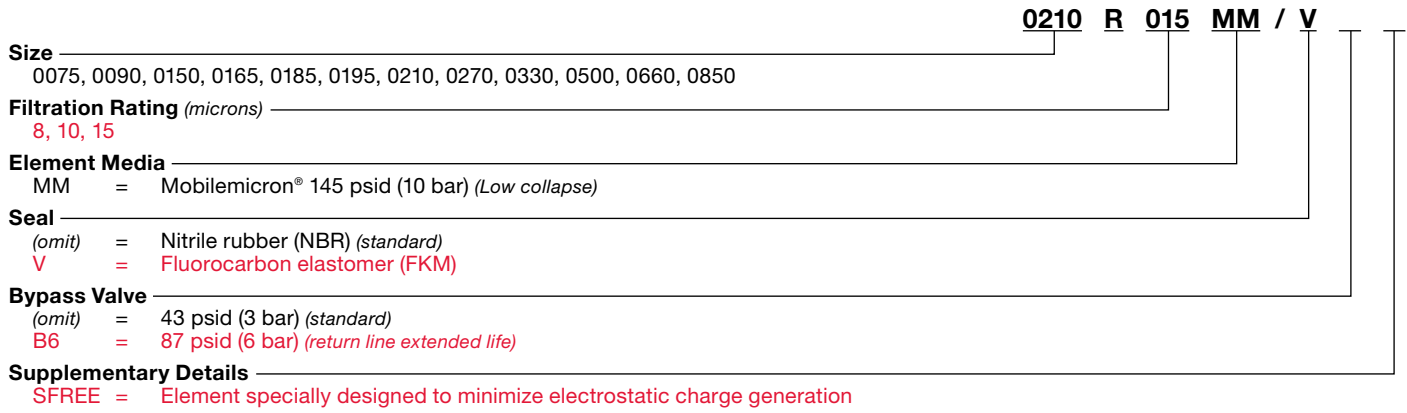 0210 R 015 MM / V _ _
Size
0075, 0090, 0150, 0165, 0185, 0195, 0210, 0270, 0330, 0500, 0660, 0850
Filtration Rating (microns)
8, 10, 15
Element Media
MM = Mobilemicron® 145 psid (10 bar) (Low collapse)
Seal
(omit) = Nitrile rubber (NBR) (standard)
V = Fluorocarbon elastomer (FKM)
Bypass Valve
(omit) = 43 psid (3 bar) (standard)
B6 = 87 psid (6 bar) (return line extended life)
Supplementary Details
SFREE = Element specially designed to minimize electrostatic charge generation